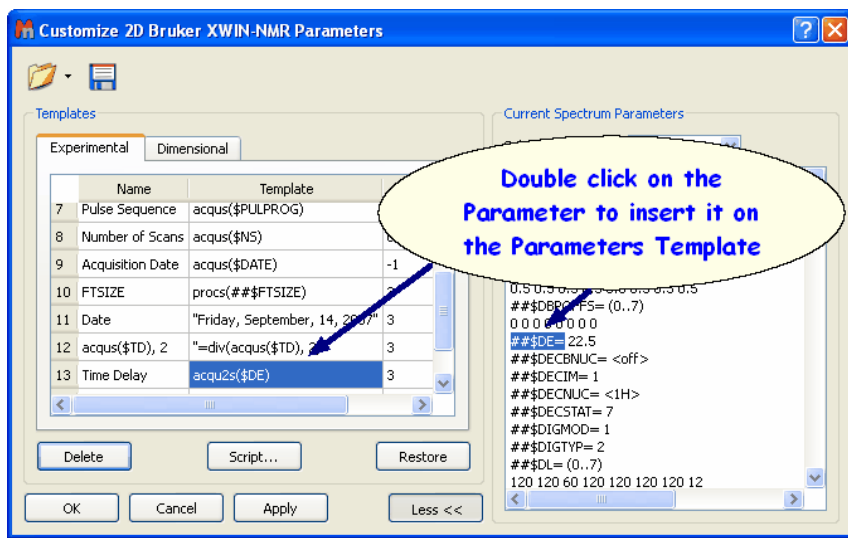 Customize 2D Bruker XWIN-NMR Parameters
Templates
Experimental
Dimensional
Name Template
7 Pulse Sequence acqus($PULPROG)
8 Number of Scans acqus($NS)
9 Acquisition Date acqus($DATE) -1
10 FTSIZE procs(##$FTSIZE)
11 Date "Friday, September, 14, 2007" 3
12 acqus($TD), 2 "=div(acqus($TD), 2 3
13 Time Delay acqu2s($DE) 3
Delete
Script...
Restore
OK
Cancel
Apply
Less <<
Current Spectrum Parameters
Double click on the
Parameter to insert it on
the Parameters Template
##$DBPOFFS= (0..7)
0 0 0 0 0 0 0 0
##$DE= 22.5
##$DECBNUC= <off>
##$DECIM= 1
##$DECNUC= <1H>
##$DECSTAT= 7
##$DIGMOD= 1
##$DIGTYP= 2
##$DL= (0..7)
120 120 60 120 120 120 120 12